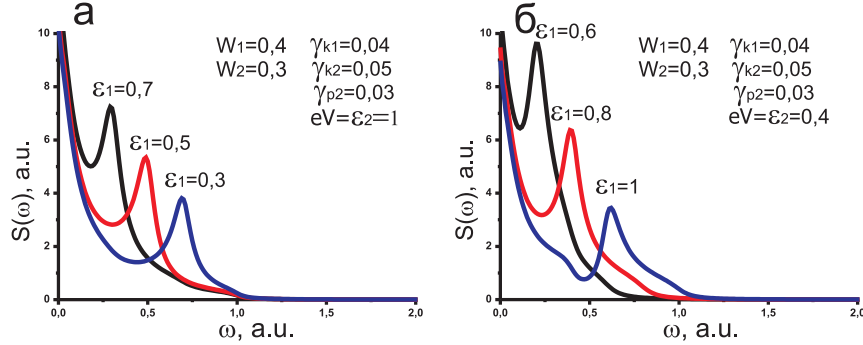 а
W1=0,4 γk1=0,04
W2=0,3 γk2=0,05
γp2=0,03
eV=ε2=1
ε1=0,7
ε1=0,5
ε1=0,3
S(ω), a.u.
10
8
6
4
2
0
0,0 0,5 1,0 1,5 2,0
ω, a.u.
б
ε1=0,6
W1=0,4 γk1=0,04
W2=0,3 γk2=0,05
γp2=0,03
eV=ε2=0,4
ε1=0,8
ε1=1
S(ω), a.u.
10
8
6
4
2
0
0,0 0,5 1,0 1,5 2,0
ω, a.u.